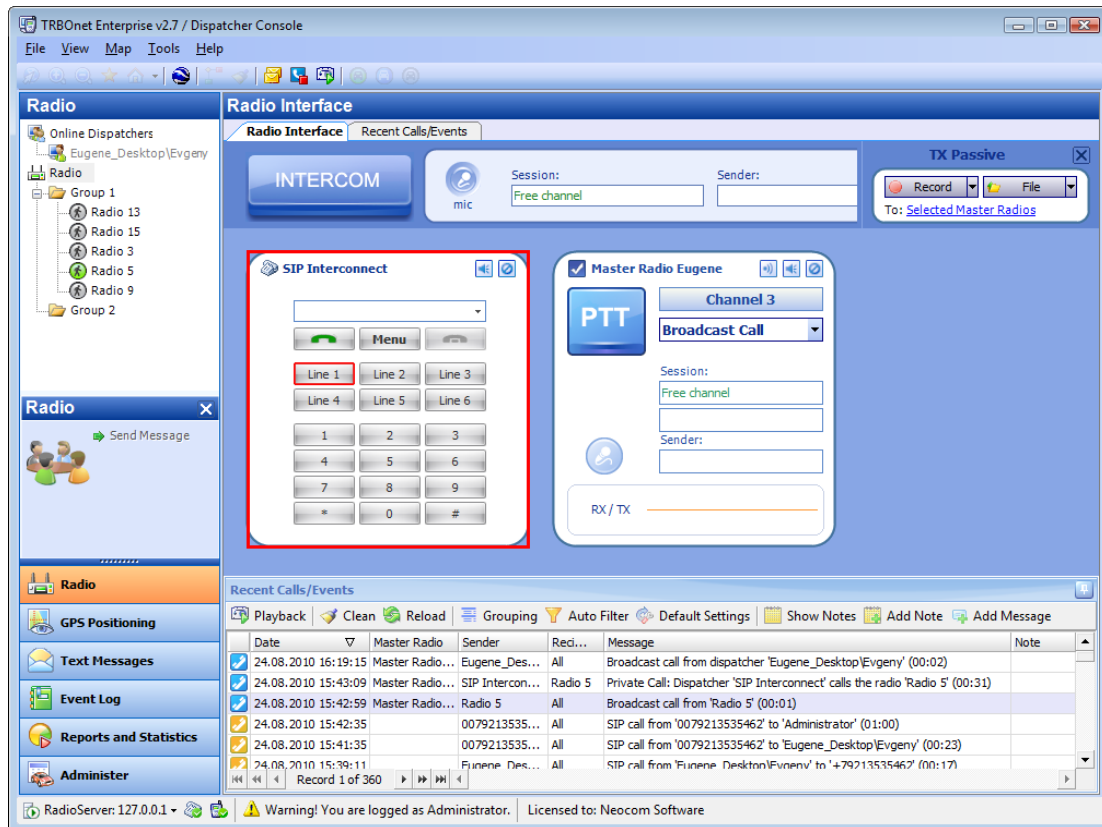 TRBOnet Enterprise v2.7 / Dispatcher Console
File View Map Tools Help
Radio
Online Dispatchers
Eugene_Desktop\Evgeny
Radio
Group 1
Radio 13
Radio 15
Radio 3
Radio 5
Radio 9
Group 2
Radio
Send Message
Radio
GPS Positioning
Text Messages
Event Log
Reports and Statistics
Administer
Radio Interface
Radio Interface Recent Calls/Events
INTERCOM
mic
Session:
Free channel
Sender:
TX Passive
Record File
To: Selected Master Radios
SIP Interconnect
Menu
Line 1 Line 2 Line 3
Line 4 Line 5 Line 6
1 2 3
4 5 6
7 8 9
* 0 #
Master Radio Eugene
PTT
Channel 3
Broadcast Call
Session:
Free channel
Sender:
RX / TX
Recent Calls/Events
Playback Clean Reload Grouping Auto Filter Default Settings Show Notes Add Note Add Message
Date Master Radio Sender Reci... Message Note
24.08.2010 16:19:15 Master Radio... Eugene_Des... All Broadcast call from dispatcher 'Eugene_Desktop\Evgeny' (00:02)
24.08.2010 15:43:09 Master Radio... SIP Intercon... Radio 5 Private Call: Dispatcher 'SIP Interconnect' calls the radio 'Radio 5' (00:31)
24.08.2010 15:42:59 Master Radio... Radio 5 All Broadcast call from 'Radio 5' (00:01)
24.08.2010 15:42:35 0079213535... All SIP call from '0079213535462' to 'Administrator' (01:00)
24.08.2010 15:41:35 0079213535... All SIP call from '0079213535462' to 'Eugene_Desktop\Evgeny' (00:23)
24.08.2010 15:39:11 Eugene_Des... All SIP call from 'Eugene_Desktop\Evgeny' to '+79213535462' (00:17)
Record 1 of 360
RadioServer: 127.0.0.1 Warning! You are logged as Administrator. Licensed to: Neocom Software